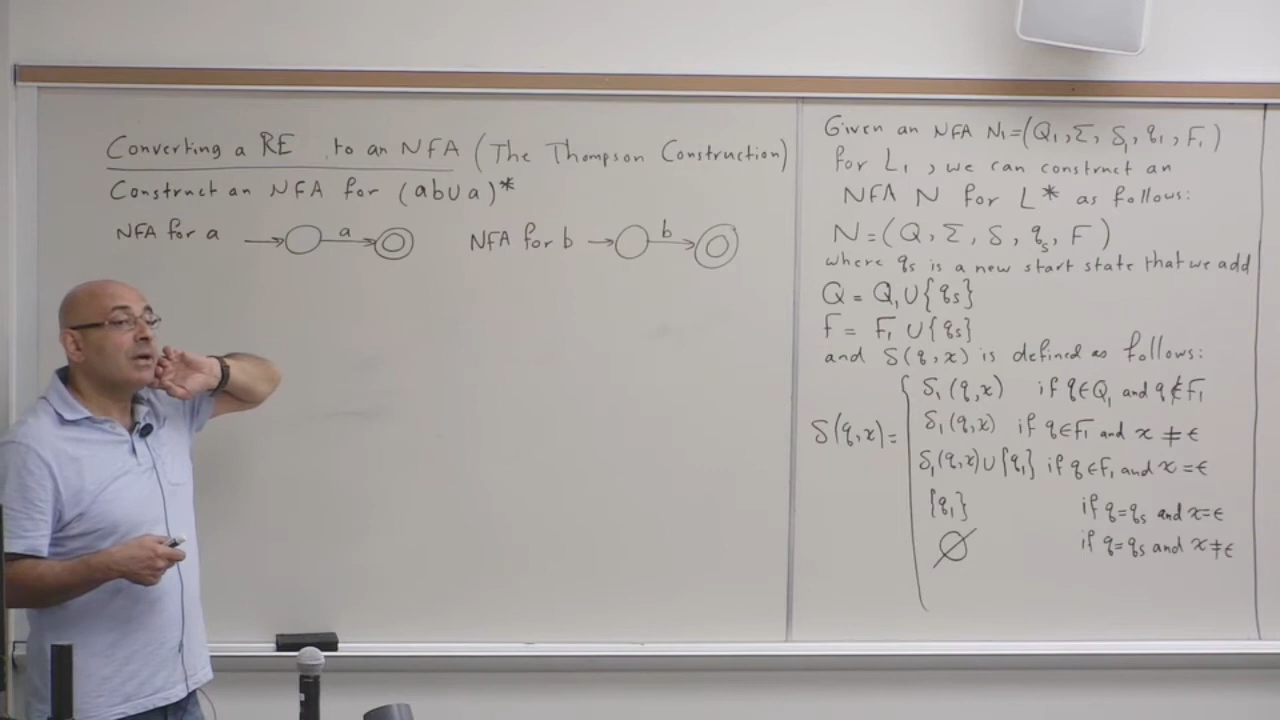 Converting a RE to an NFA (The Thompson Construction)
Construct an NFA for (ab∪a)*
NFA for a → a
NFA for b → b
Given an NFA N₁=(Q₁,Σ,δ₁,q₁,F₁)
for L₁, we can construct an
NFA N for L* as follows:
N=(Q,Σ,δ,qₛ,F)
where qₛ is a new start state that we add
Q = Q₁∪{qₛ}
F = F₁∪{qₛ}
and δ(q,x) is defined as follows:
δ(q,x)= {
δ₁(q,x) if q∈Q₁ and q∉F₁
δ₁(q,x) if q∈F₁ and x≠ϵ
δ₁(q,x)∪{q₁} if q∈F₁ and x=ϵ
{q₁} if q=qₛ and x=ϵ
∅ if q=qₛ and x≠ϵ